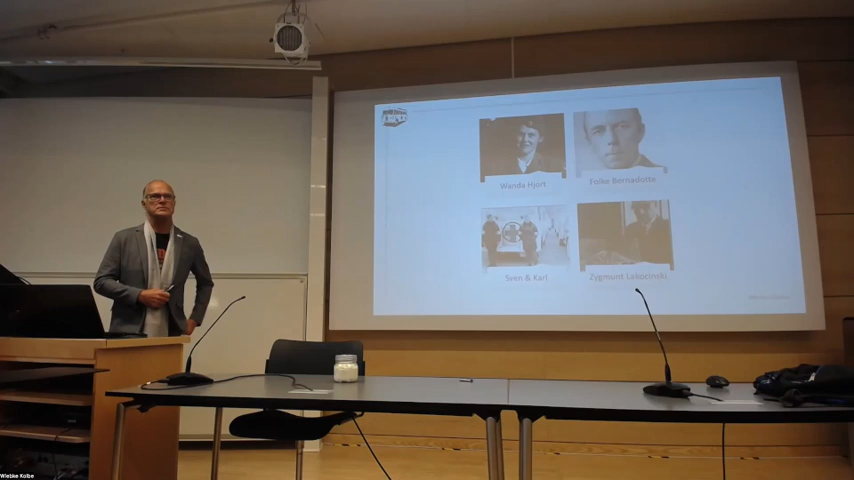 Wanda Hjort
Folke Bernadotte
Sven & Karl
Zygmunt Lakocinski
Wiebke Kolbe